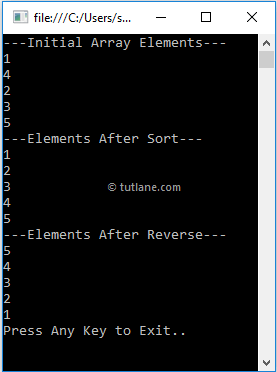 file:///C:/Users/s...
---Initial Array Elements---
1
4
2
3
5
---Elements After Sort---
1
2
3
© tutlane.com
4
5
---Elements After Reverse---
5
4
3
2
1
Press Any Key to Exit..